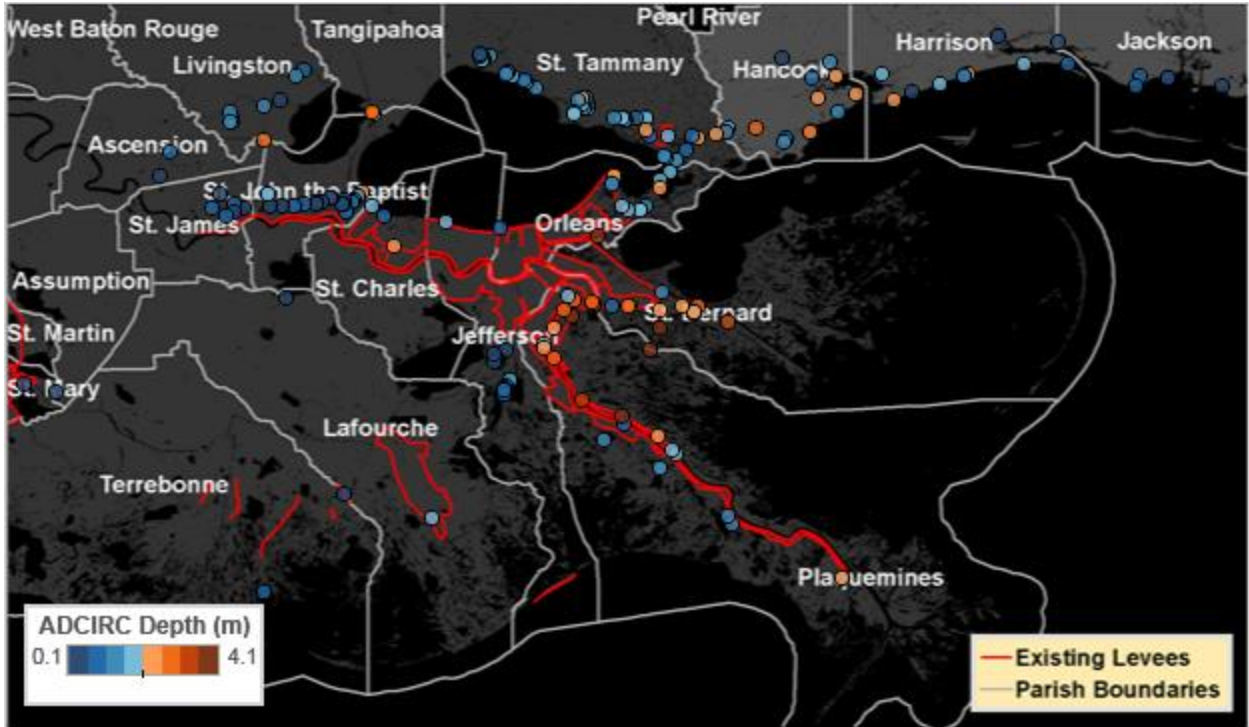 Pearl River
West Baton Rouge
Tangipahoa
Harrison
Jackson
Livingston
St. Tammany
Hancock
Ascension
St. John the Baptist
St. James
Orleans
Assumption
St. Charles
St. Martin
Jefferson
St. Bernard
St. Mary
Lafourche
Terrebonne
Plaquemines
ADCIRC Depth (m)
0.1 4.1
Existing Levees
Parish Boundaries